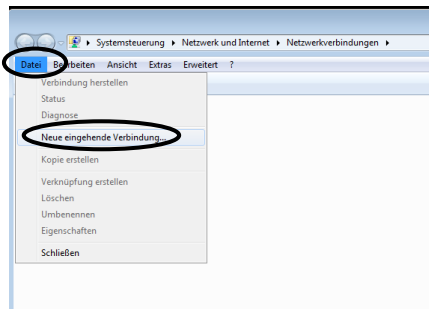 Systemsteuerung ▸ Netzwerk und Internet ▸ Netzwerkverbindungen ▸
Datei Bearbeiten Ansicht Extras Erweitert ?
Verbindung herstellen
Status
Diagnose
Neue eingehende Verbindung...
Kopie erstellen
Verknüpfung erstellen
Löschen
Umbenennen
Eigenschaften
Schließen